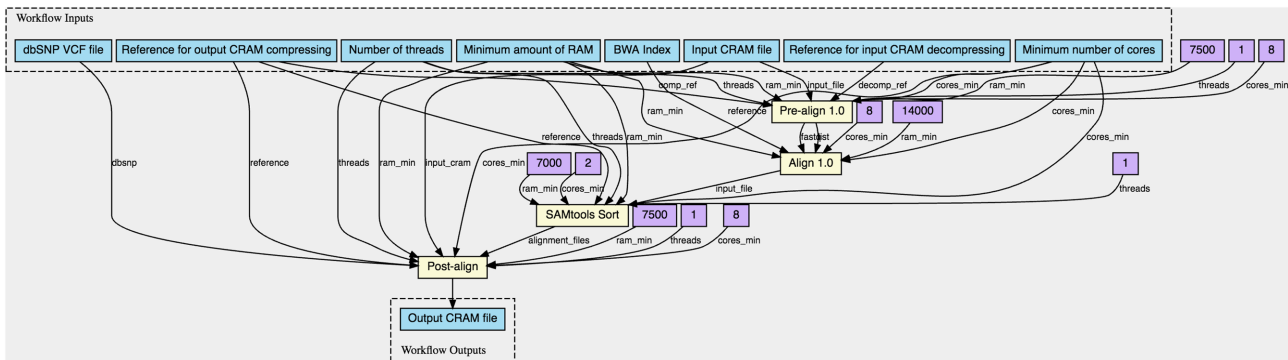 Workflow Inputs
dbSNP VCF file
Reference for output CRAM compressing
Number of threads
Minimum amount of RAM
BWA Index
Input CRAM file
Reference for input CRAM decompressing
Minimum number of cores
7500
1
8
comp_ref
threads
ram_min
input_file
decomp_ref
cores_min
ram_min
threads
cores_min
ram_min
reference
Pre-align 1.0
8
14000
reference
threads
ram_min
cores_min
ram_min
cores_min
cores_min
dbsnp
reference
threads
ram_min
input_cram
cores_min
7000
2
Align 1.0
1
ram_min
cores_min
input_file
threads
SAMtools Sort
7500
1
8
alignment_files
ram_min
threads
cores_min
Post-align
Output CRAM file
Workflow Outputs